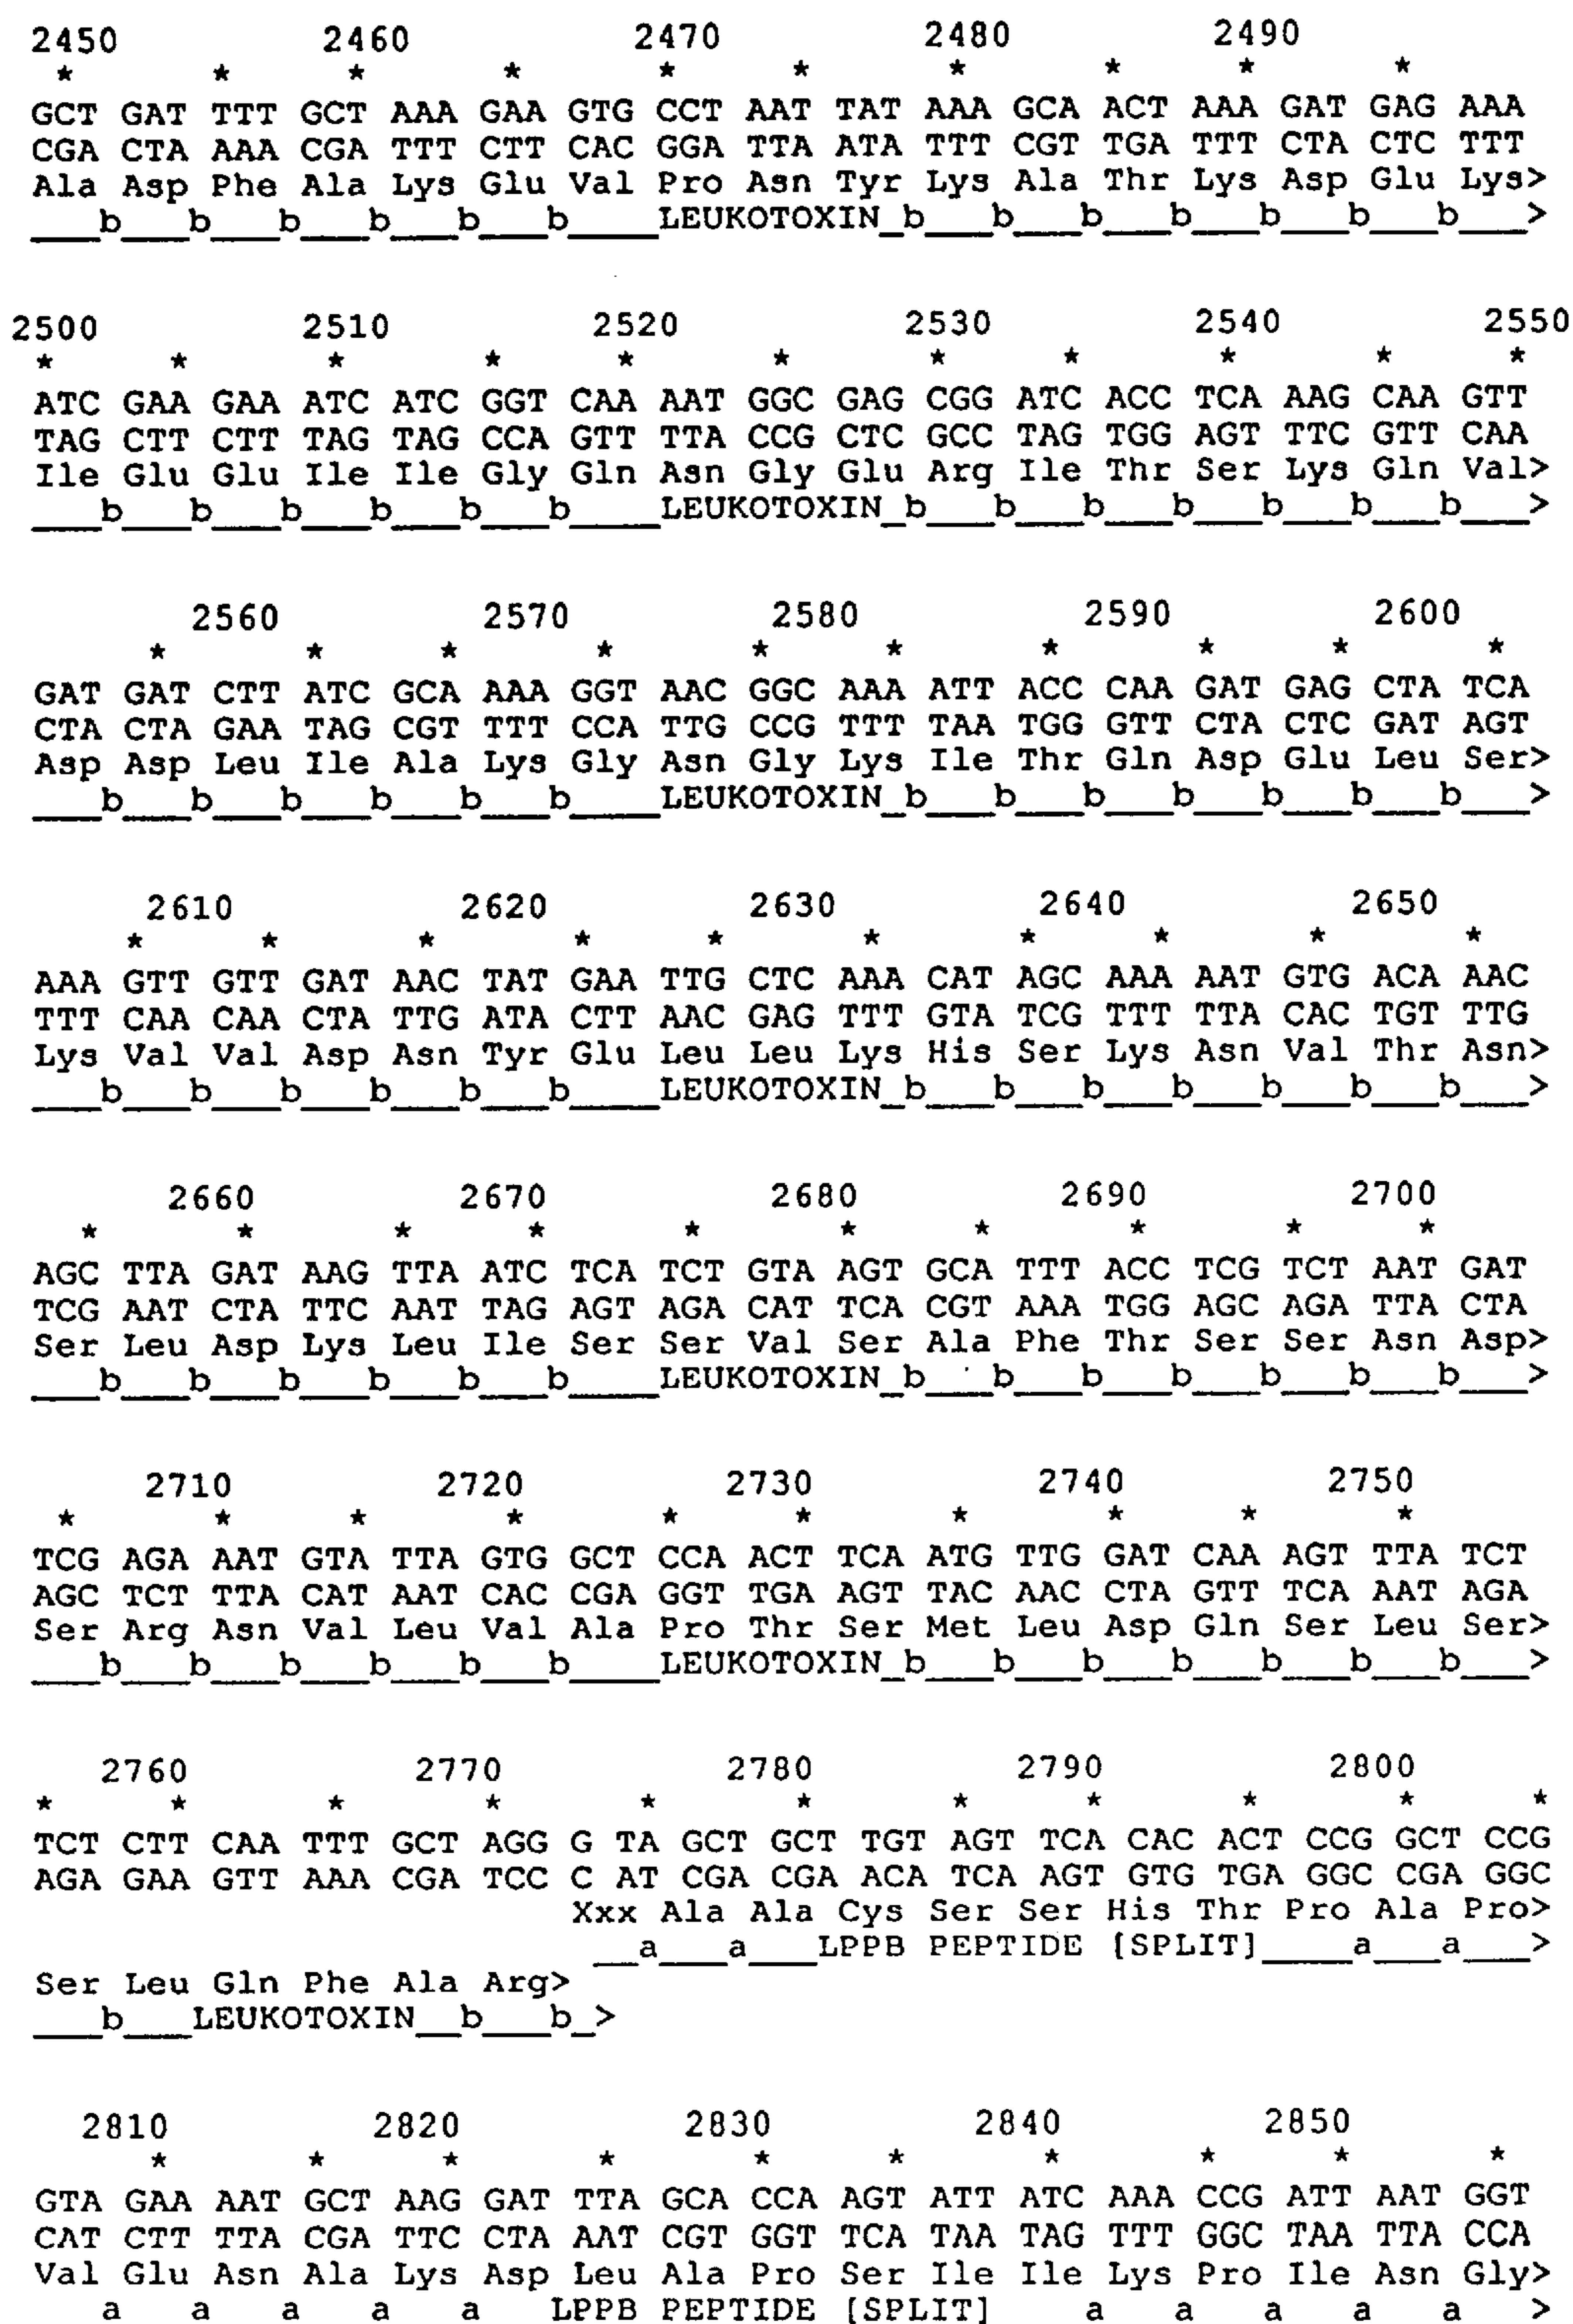 2450 2460 2470 2480 2490
* * * * * * * * * *
GCT GAT TTT GCT AAA GAA GTG CCT AAT TAT AAA GCA ACT AAA GAT GAG AAA
CGA CTA AAA CGA TTT CTT CAC GGA TTA ATA TTT CGT TGA TTT CTA CTC TTT
Ala Asp Phe Ala Lys Glu Val Pro Asn Tyr Lys Ala Thr Lys Asp Glu Lys>
___b___b___b___b___b___b____LEUKOTOXIN_b___b___b___b___b___b___b___>
2500 2510 2520 2530 2540 2550
* * * * * * * * * * *
ATC GAA GAA ATC ATC GGT CAA AAT GGC GAG CGG ATC ACC TCA AAG CAA GTT
TAG CTT CTT TAG TAG CCA GTT TTA CCG CTC GCC TAG TGG AGT TTC GTT CAA
Ile Glu Glu Ile Ile Gly Gln Asn Gly Glu Arg Ile Thr Ser Lys Gln Val>
___b___b___b___b___b___b____LEUKOTOXIN_b___b___b___b___b___b___b___>
2560 2570 2580 2590 2600
* * * * * * * * * *
GAT GAT CTT ATC GCA AAA GGT AAC GGC AAA ATT ACC CAA GAT GAG CTA TCA
CTA CTA GAA TAG CGT TTT CCA TTG CCG TTT TAA TGG GTT CTA CTC GAT AGT
Asp Asp Leu Ile Ala Lys Gly Asn Gly Lys Ile Thr Gln Asp Glu Leu Ser>
___b___b___b___b___b___b____LEUKOTOXIN_b___b___b___b___b___b___b___>
2610 2620 2630 2640 2650
* * * * * * * * * *
AAA GTT GTT GAT AAC TAT GAA TTG CTC AAA CAT AGC AAA AAT GTG ACA AAC
TTT CAA CAA CTA TTG ATA CTT AAC GAG TTT GTA TCG TTT TTA CAC TGT TTG
Lys Val Val Asp Asn Tyr Glu Leu Leu Lys His Ser Lys Asn Val Thr Asn>
___b___b___b___b___b___b____LEUKOTOXIN_b___b___b___b___b___b___b___>
2660 2670 2680 2690 2700
* * * * * * * * * *
AGC TTA GAT AAG TTA ATC TCA TCT GTA AGT GCA TTT ACC TCG TCT AAT GAT
TCG AAT CTA TTC AAT TAG AGT AGA CAT TCA CGT AAA TGG AGC AGA TTA CTA
Ser Leu Asp Lys Leu Ile Ser Ser Val Ser Ala Phe Thr Ser Ser Asn Asp>
___b___b___b___b___b___b____LEUKOTOXIN_b___b___b___b___b___b___b___>
2710 2720 2730 2740 2750
* * * * * * * * * *
TCG AGA AAT GTA TTA GTG GCT CCA ACT TCA ATG TTG GAT CAA AGT TTA TCT
AGC TCT TTA CAT AAT CAC CGA GGT TGA AGT TAC AAC CTA GTT TCA AAT AGA
Ser Arg Asn Val Leu Val Ala Pro Thr Ser Met Leu Asp Gln Ser Leu Ser>
___b___b___b___b___b___b____LEUKOTOXIN_b___b___b___b___b___b___b___>
2760 2770 2780 2790 2800
* * * * * * * * * * *
TCT CTT CAA TTT GCT AGG G TA GCT GCT TGT AGT TCA CAC ACT CCG GCT CCG
AGA GAA GTT AAA CGA TCC C AT CGA CGA ACA TCA AGT GTG TGA GGC CGA GGC
Xxx Ala Ala Cys Ser Ser His Thr Pro Ala Pro>
__a___a___LPPB PEPTIDE [SPLIT]____a___a___>
Ser Leu Gln Phe Ala Arg>
___b___LEUKOTOXIN__b___b_>
2810 2820 2830 2840 2850
* * * * * * * * * *
GTA GAA AAT GCT AAG GAT TTA GCA CCA AGT ATT ATC AAA CCG ATT AAT GGT
CAT CTT TTA CGA TTC CTA AAT CGT GGT TCA TAA TAG TTT GGC TAA TTA CCA
Val Glu Asn Ala Lys Asp Leu Ala Pro Ser Ile Ile Lys Pro Ile Asn Gly>
a a a a a LPPB PEPTIDE [SPLIT] a a a a a >